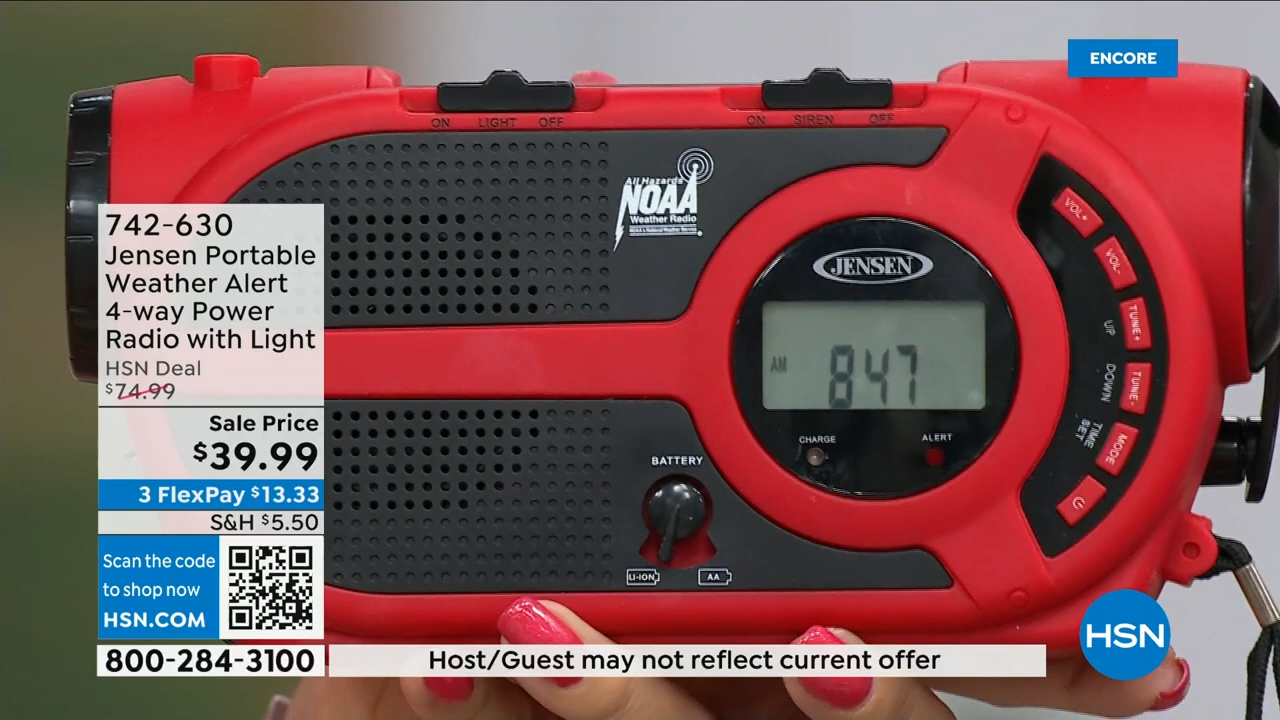 ENCORE
ON LIGHT OFF
ON SIREN OFF
All Hazards
NOAA
Weather Radio
VOL+
VOL-
TUNE+
UP
TUNE-
DOWN
MODE
TIME SET
JENSEN
AM 847
CHARGE
ALERT
BATTERY
LI-ION
AA
742-630
Jensen Portable
Weather Alert
4-way Power
Radio with Light
HSN Deal
$74.99
Sale Price
$39.99
3 FlexPay $13.33
S&H $5.50
Scan the code
to shop now
HSN.COM
800-284-3100
Host/Guest may not reflect current offer
HSN